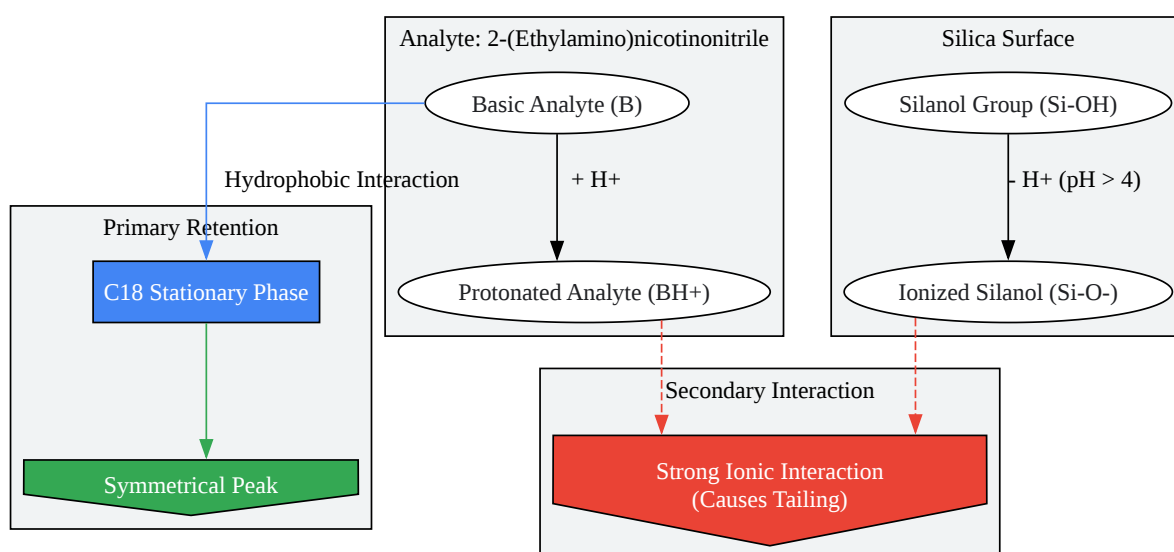 Analyte: 2-(Ethylamino)nicotinonitrile
Silica Surface
Basic Analyte (B)
Silanol Group (Si-OH)
Hydrophobic Interaction
+ H+
- H+ (pH > 4)
Primary Retention
C18 Stationary Phase
Protonated Analyte (BH+)
Ionized Silanol (Si-O-)
Secondary Interaction
Symmetrical Peak
Strong Ionic Interaction
(Causes Tailing)